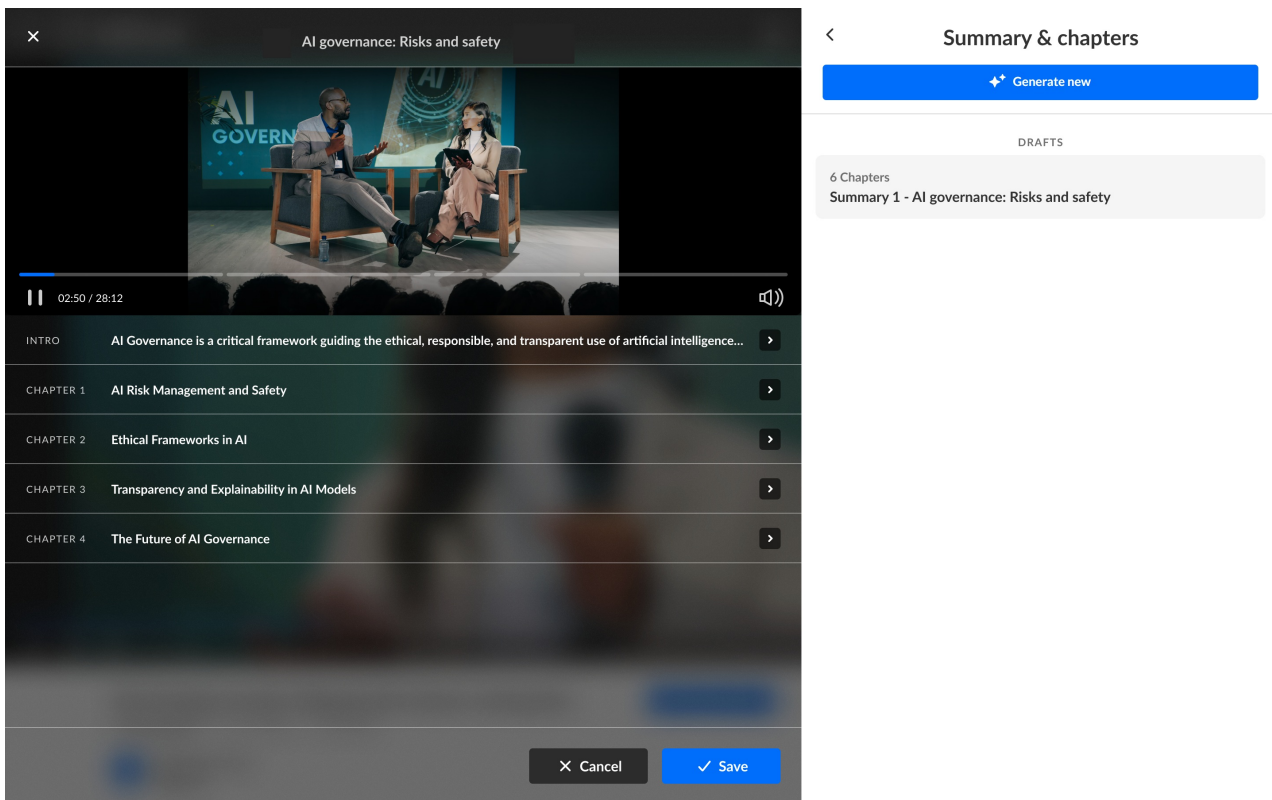 AI governance: Risks and safety
AI
GOVERN
AI
02:50 / 28:12
INTRO AI Governance is a critical framework guiding the ethical, responsible, and transparent use of artificial intelligence...
CHAPTER 1 AI Risk Management and Safety
CHAPTER 2 Ethical Frameworks in AI
CHAPTER 3 Transparency and Explainability in AI Models
CHAPTER 4 The Future of AI Governance
Cancel Save
Summary & chapters
Generate new
DRAFTS
6 Chapters
Summary 1 - AI governance: Risks and safety